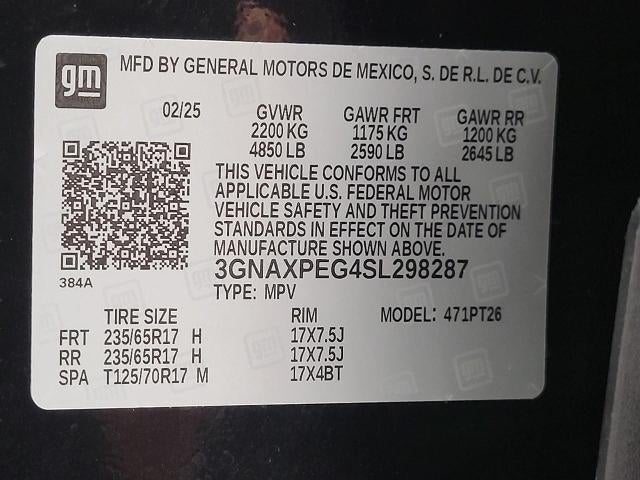 gm
MFD BY GENERAL MOTORS DE MEXICO, S. DE R.L. DE C.V.
02/25 GVWR GAWR FRT GAWR RR
2200 KG 1175 KG 1200 KG
4850 LB 2590 LB 2645 LB
THIS VEHICLE CONFORMS TO ALL
APPLICABLE U.S. FEDERAL MOTOR
VEHICLE SAFETY AND THEFT PREVENTION
STANDARDS IN EFFECT ON THE DATE OF
MANUFACTURE SHOWN ABOVE.
3GNAXPEG4SL298287
384A
TYPE: MPV
TIRE SIZE RIM MODEL: 471PT26
FRT 235/65R17 H 17X7.5J
RR 235/65R17 H 17X7.5J
SPA T125/70R17 M 17X4BT